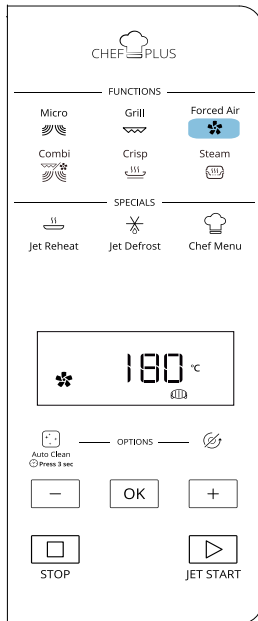 CHEF PLUS
FUNCTIONS
Micro Grill Forced Air
Combi Crisp Steam
SPECIALS
Jet Reheat Jet Defrost Chef Menu
180 °C
OPTIONS
Auto Clean
Press 3 sec
− OK +
STOP JET START